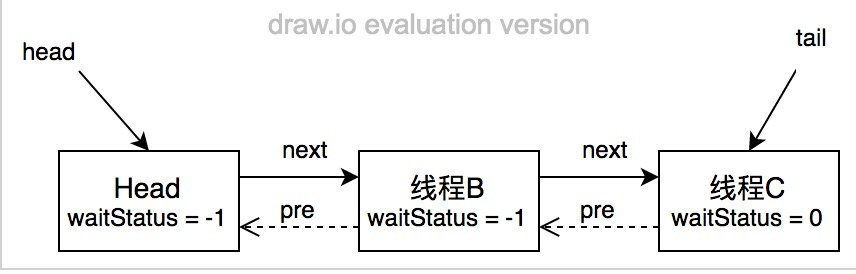 draw.io evaluation version
head
tail
next
next
Head
waitStatus = -1
pre
线程B
waitStatus = -1
pre
线程C
waitStatus = 0